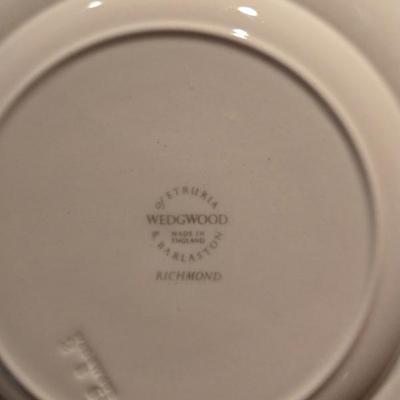 OF ETRURIA
WEDGWOOD
MADE IN
ENGLAND
& BARLASTON
RICHMOND